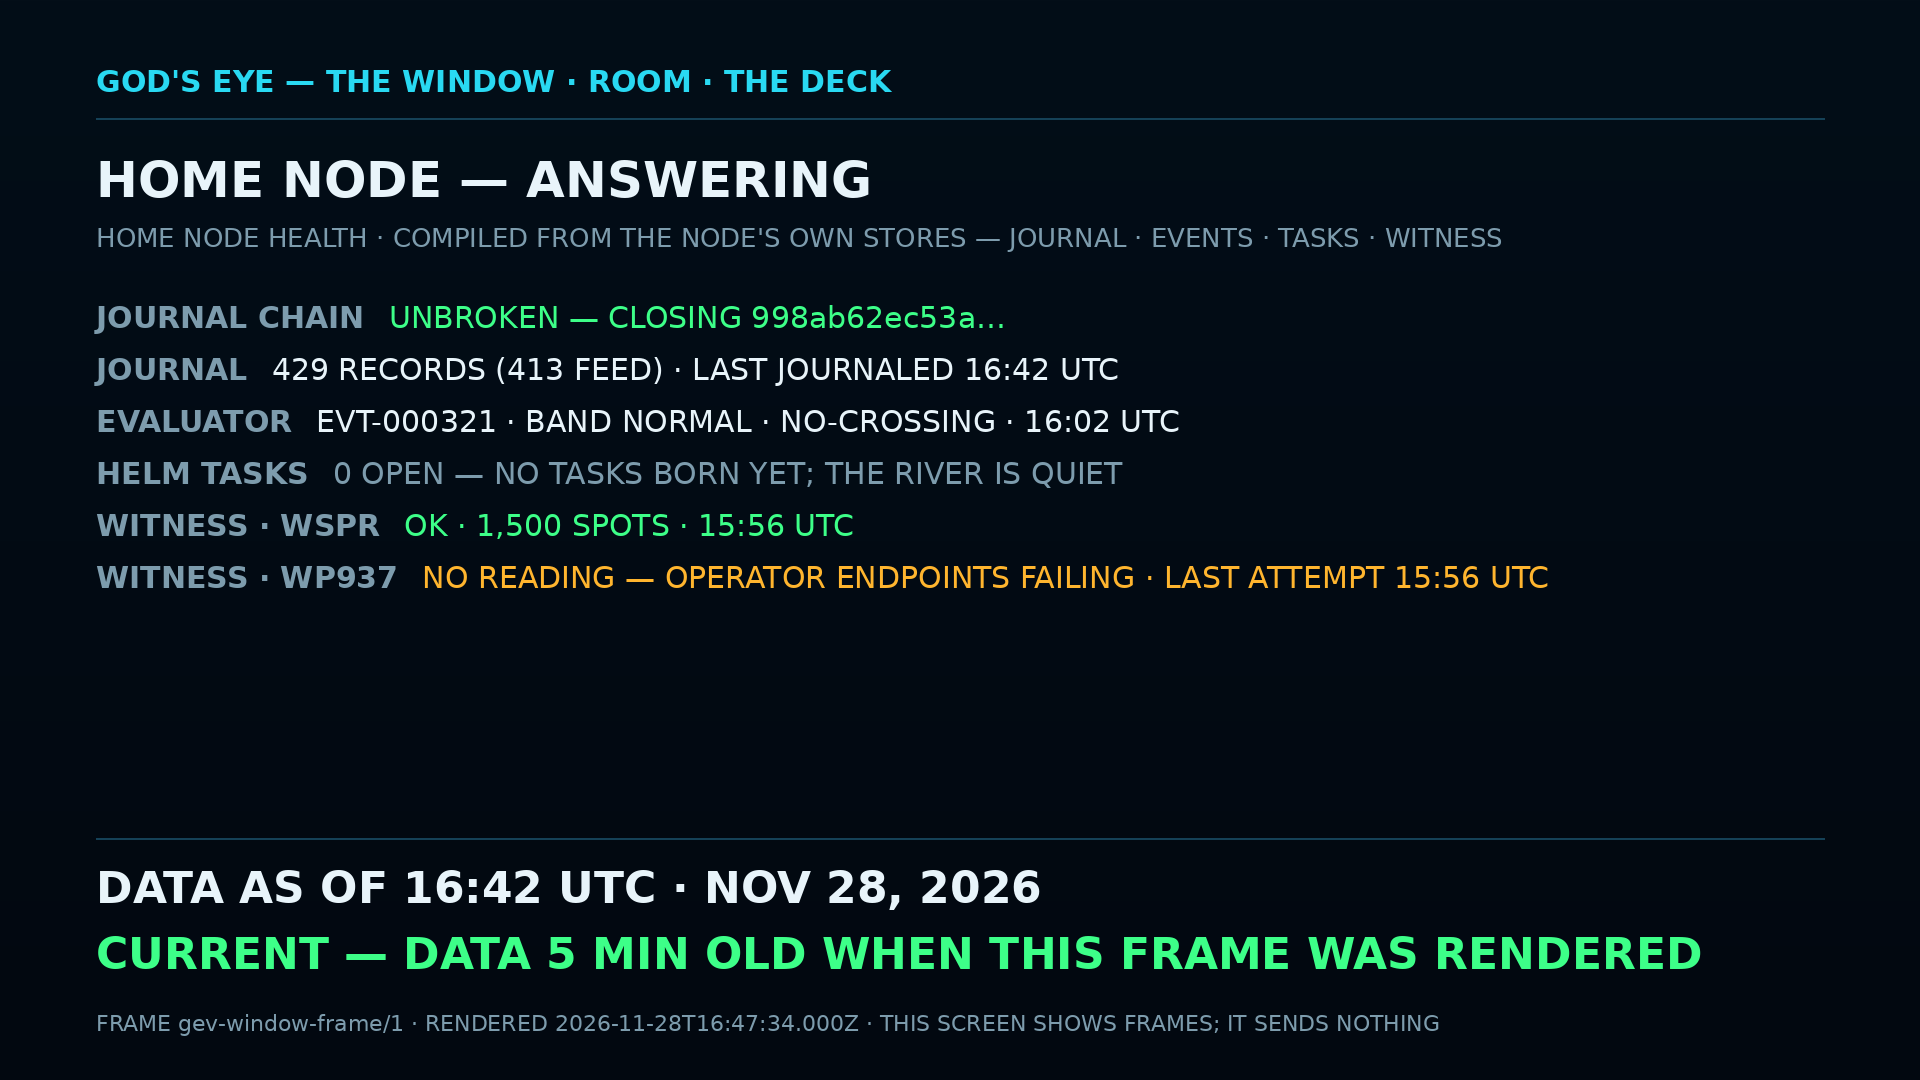 GOD'S EYE — THE WINDOW · ROOM · THE DECK
HOME NODE — ANSWERING
HOME NODE HEALTH · COMPILED FROM THE NODE'S OWN STORES — JOURNAL · EVENTS · TASKS · WITNESS
JOURNAL CHAIN UNBROKEN — CLOSING 998ab62ec53a…
JOURNAL 429 RECORDS (413 FEED) · LAST JOURNALED 16:42 UTC
EVALUATOR EVT-000321 · BAND NORMAL · NO-CROSSING · 16:02 UTC
HELM TASKS 0 OPEN — NO TASKS BORN YET; THE RIVER IS QUIET
WITNESS · WSPR OK · 1,500 SPOTS · 15:56 UTC
WITNESS · WP937 NO READING — OPERATOR ENDPOINTS FAILING · LAST ATTEMPT 15:56 UTC
DATA AS OF 16:42 UTC · NOV 28, 2026
CURRENT — DATA 5 MIN OLD WHEN THIS FRAME WAS RENDERED
FRAME gev-window-frame/1 · RENDERED 2026-11-28T16:47:34.000Z · THIS SCREEN SHOWS FRAMES; IT SENDS NOTHING